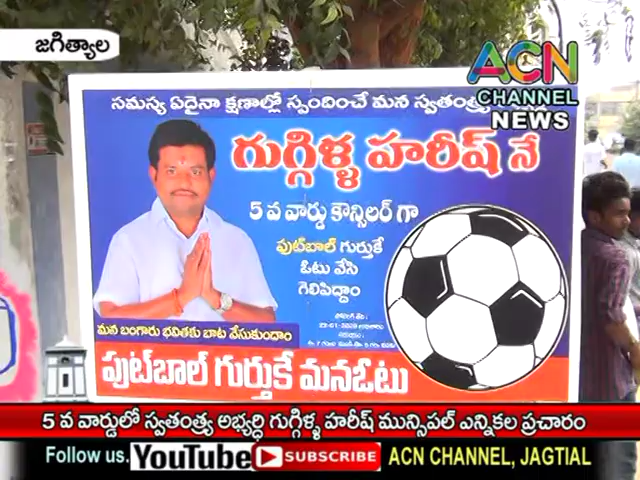 జగిత్యాల
ACN
CHANNEL
NEWS
సమస్య ఏదైనా క్షణాల్లో స్పందించే మన స్వతంత్ర
గుగ్గిళ్ళ హరీష్ నే
5 వ వార్డు కౌన్సిలర్ గా
ఫుట్‌బాల్ గుర్తుకే
ఓటు వేసి
గెలిపిద్దాం
మన బంగారు భవితకు బాట వేసుకుందాం
ఫుట్‌బాల్ గుర్తుకే మనఓటు
5 వ వార్డులో స్వతంత్ర్య అభ్యర్ధి గుగ్గిళ్ళ హరీష్ మున్సిపల్ ఎన్నికల ప్రచారం
Follow us. YouTube SUBSCRIBE ACN CHANNEL, JAGTIAL